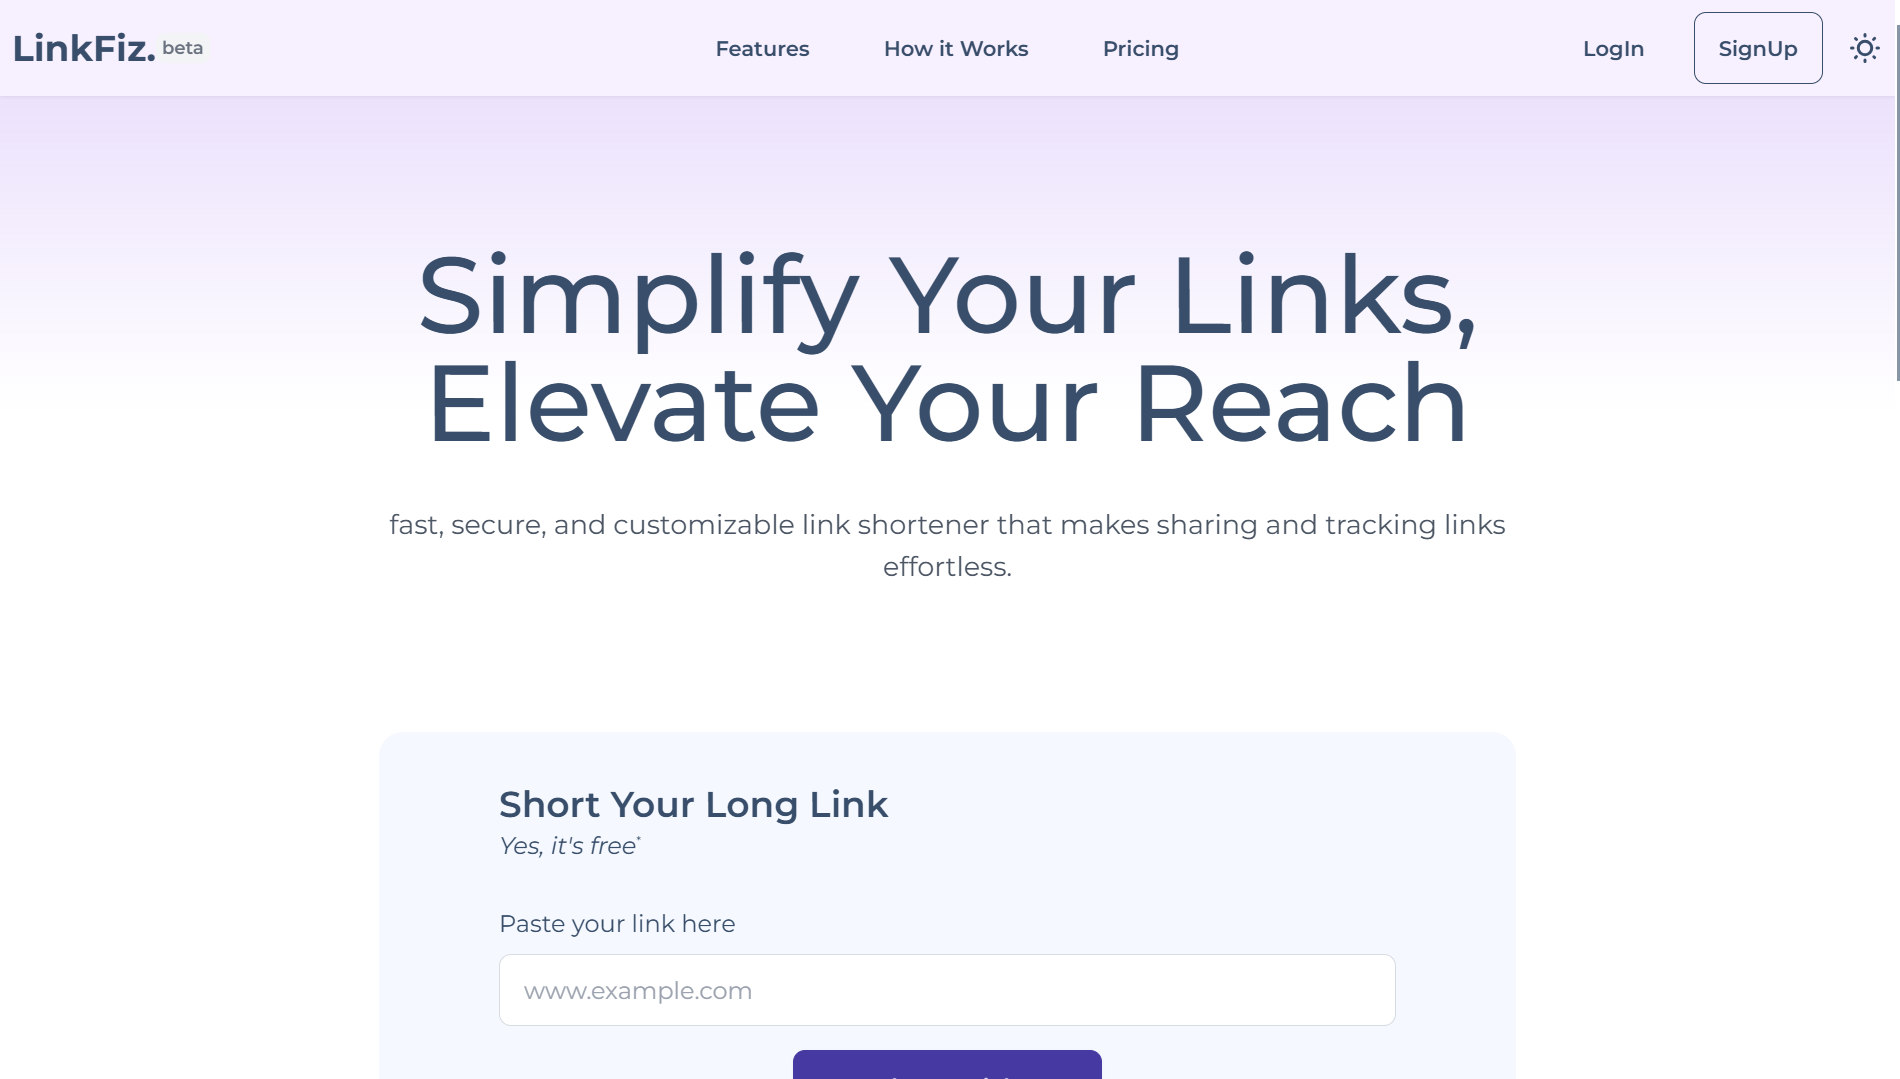 LinkFiz. beta
Features
How it Works
Pricing
LogIn
SignUp
Simplify Your Links,
Elevate Your Reach
fast, secure, and customizable link shortener that makes sharing and tracking links
effortless.
Short Your Long Link
Yes, it's free*
Paste your link here
www.example.com